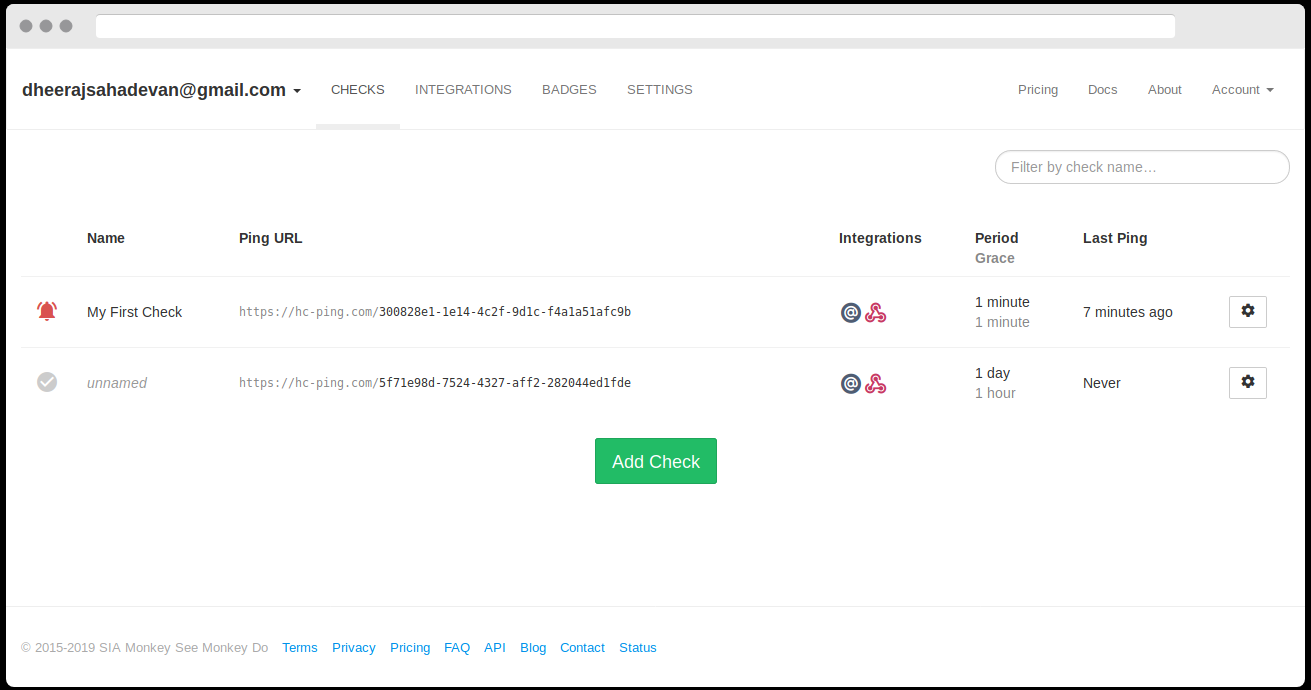 dheerajsahadevan@gmail.com CHECKS INTEGRATIONS BADGES SETTINGS Pricing Docs About Account
Filter by check name…
Name Ping URL Integrations Period Last Ping
Grace
My First Check https://hc-ping.com/300828e1-1e14-4c2f-9d1c-f4a1a51afc9b @ 1 minute 7 minutes ago
1 minute
unnamed https://hc-ping.com/5f71e98d-7524-4327-aff2-282044ed1fde @ 1 day Never
1 hour
Add Check
© 2015-2019 SIA Monkey See Monkey Do Terms Privacy Pricing FAQ API Blog Contact Status